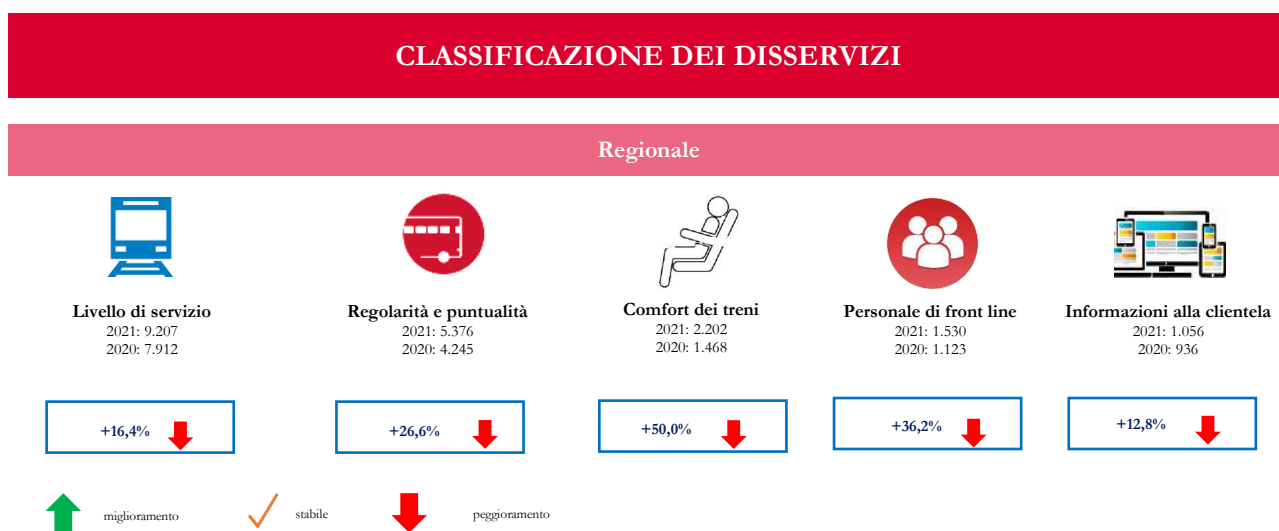 CLASSIFICAZIONE DEI DISSERVIZI
Regionale
Livello di servizio
2021: 9.207
2020: 7.912
+16,4%
Regolarità e puntualità
2021: 5.376
2020: 4.245
+26,6%
Comfort dei treni
2021: 2.202
2020: 1.468
+50,0%
Personale di front line
2021: 1.530
2020: 1.123
+36,2%
Informazioni alla clientela
2021: 1.056
2020: 936
+12,8%
miglioramento
stabile
peggioramento